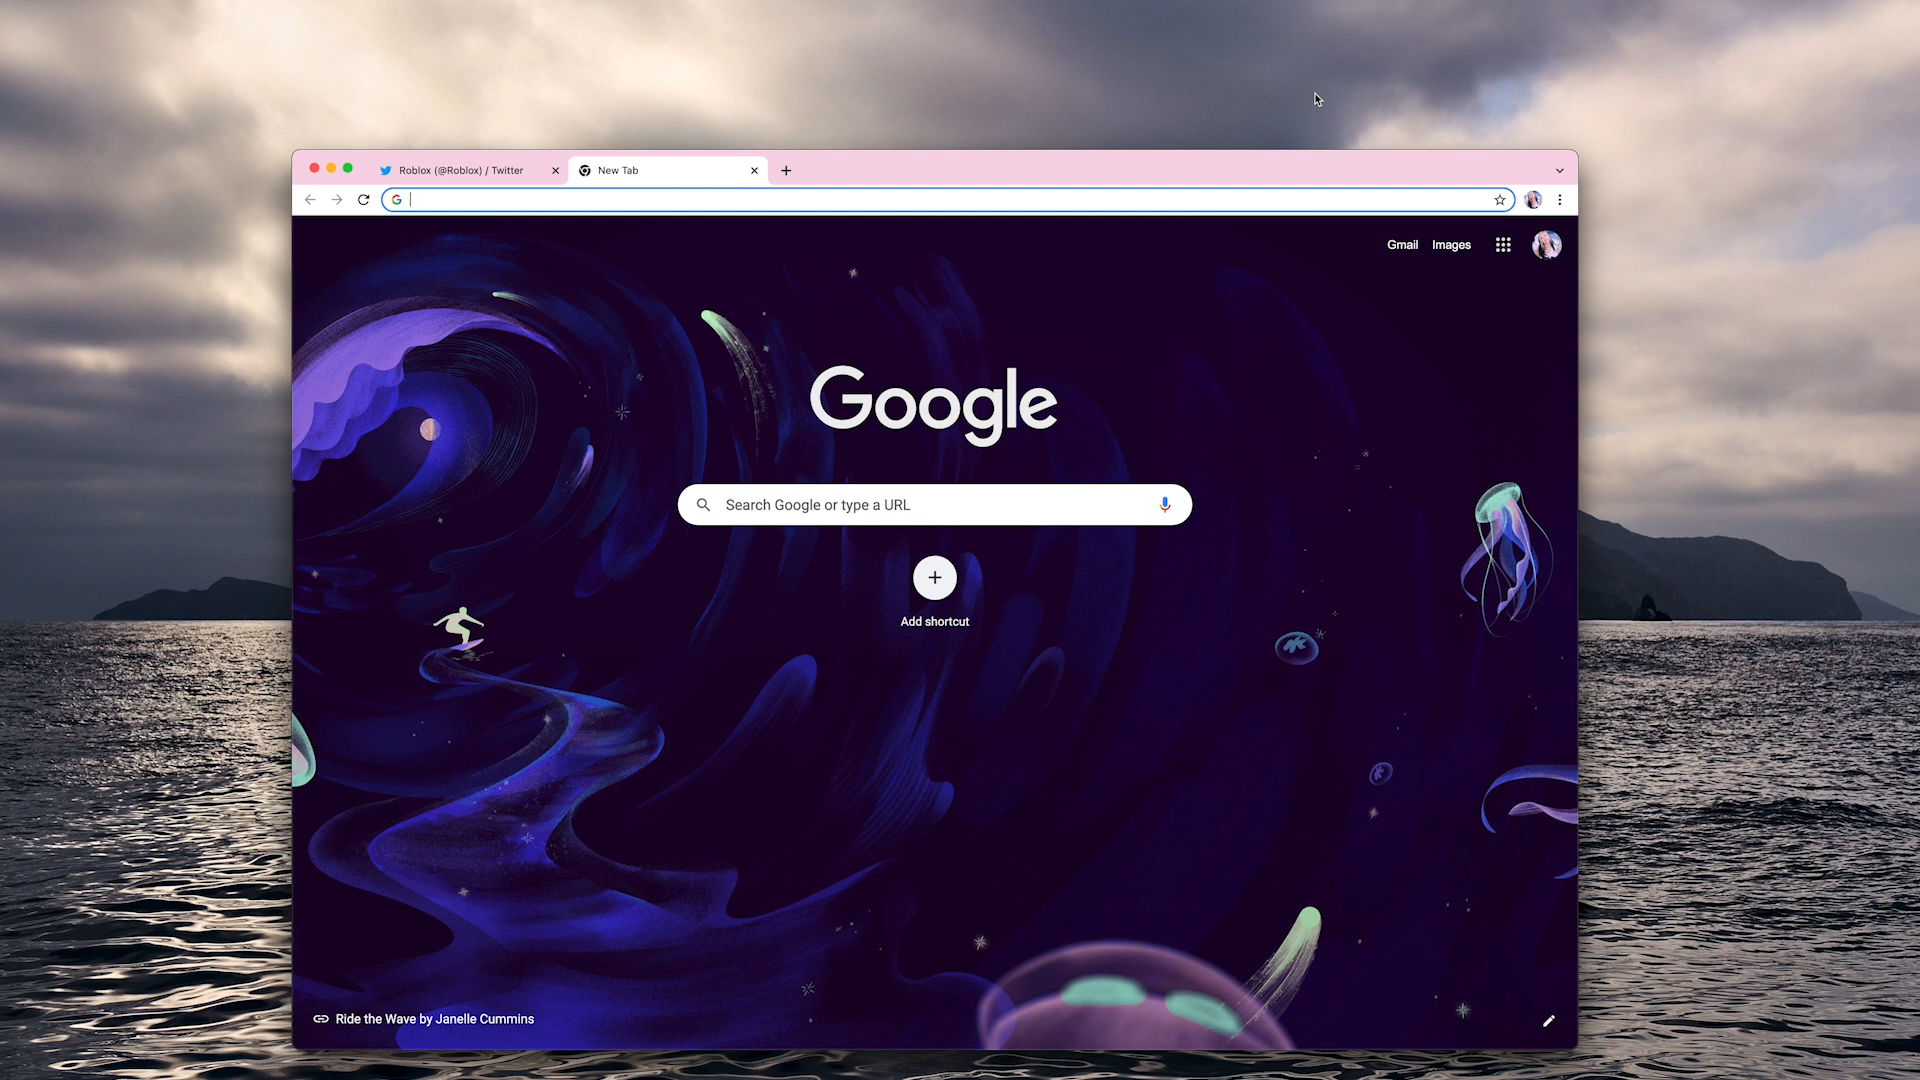 Roblox (@Roblox) / Twitter
New Tab
Gmail Images
Google
Search Google or type a URL
Add shortcut
Ride the Wave by Janelle Cummins